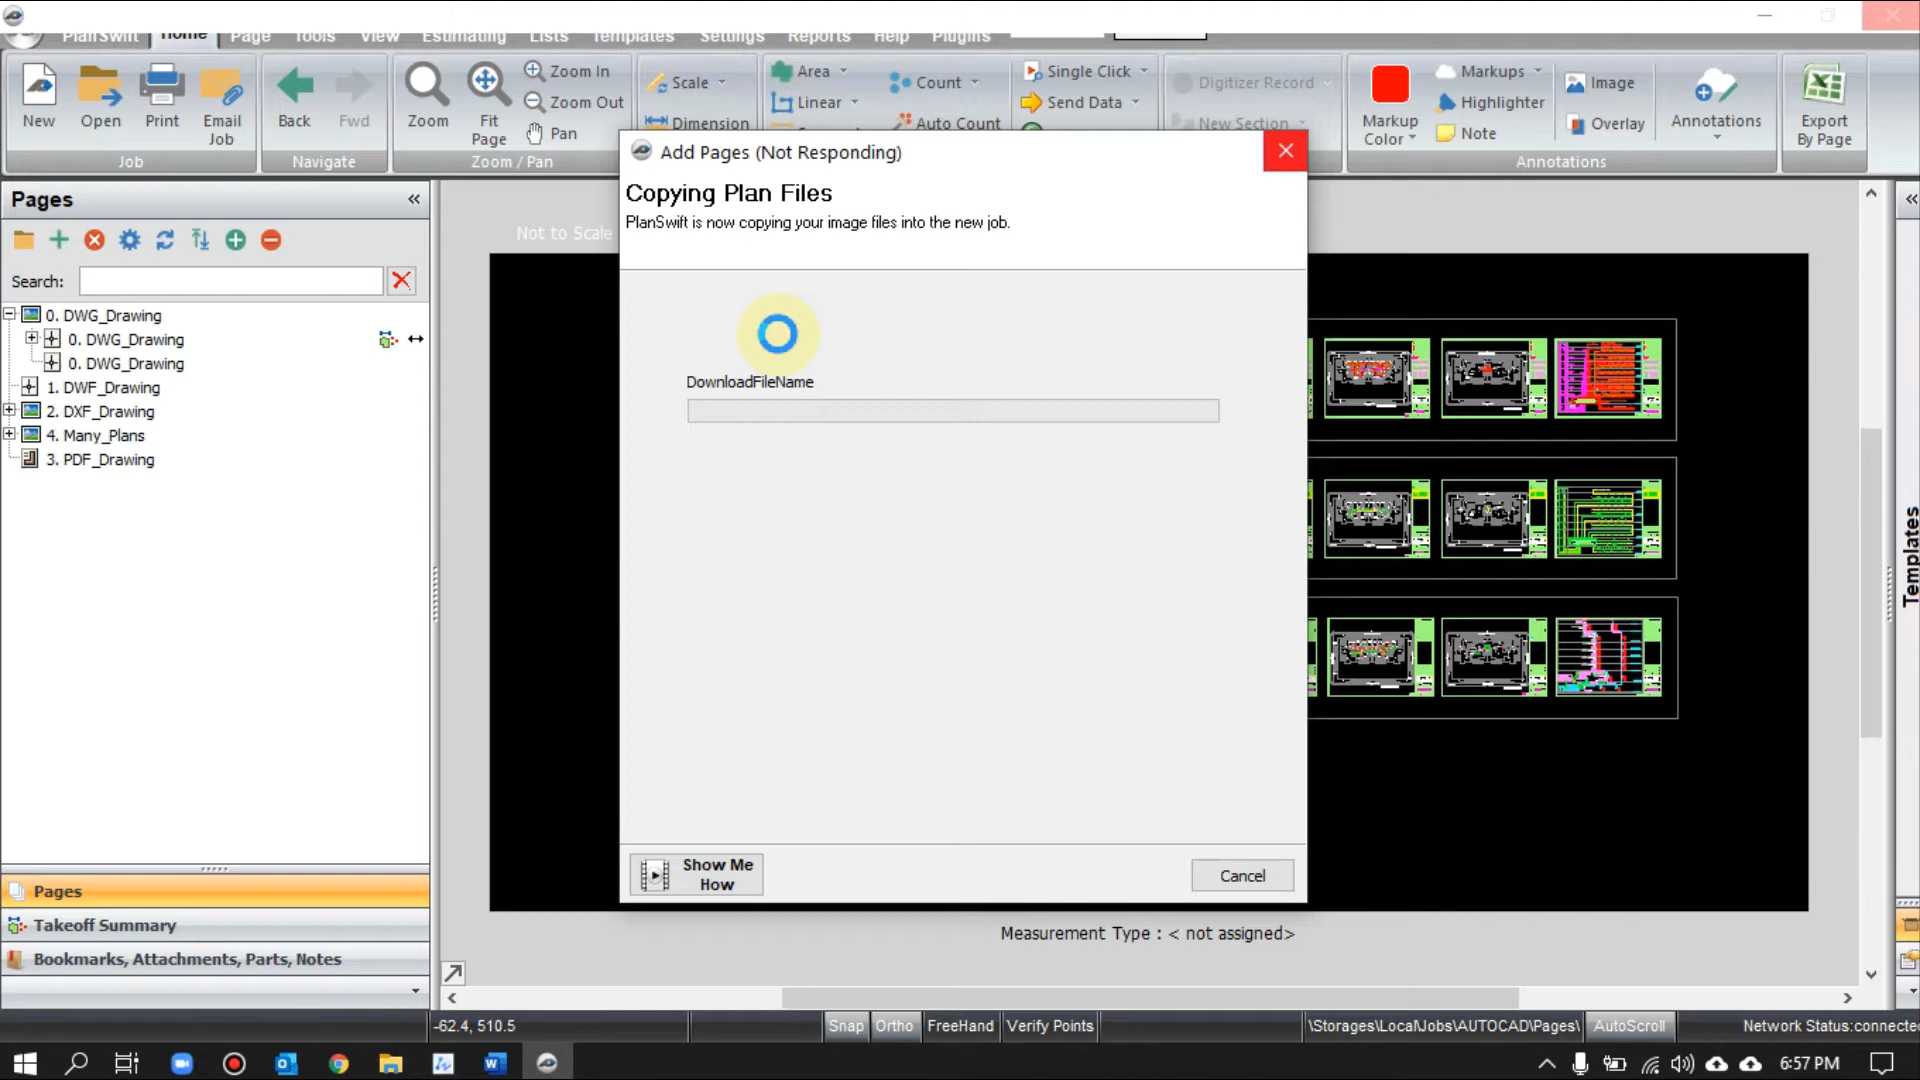 PlanSwift Home Page Tools View Estimating Lists Templates Reports Settings Help Plugins
New
Open
Print
Email
Job
Job
Back
Fwd
Navigate
Zoom
Fit
Page
Zoom In
Zoom Out
Pan
Zoom / Pan
Scale
Dimension
Area
Linear
Count
Auto Count
Single Click
Send Data
Digitizer Record
New Section
Markup
Color
Markups
Highlighter
Note
Image
Overlay
Annotations
Annotations
Export
By Page
Pages
Search:
0. DWG_Drawing
0. DWG_Drawing
0. DWG_Drawing
1. DWF_Drawing
2. DXF_Drawing
4. Many_Plans
3. PDF_Drawing
Pages
Takeoff Summary
Bookmarks, Attachments, Parts, Notes
Not to Scale
Add Pages (Not Responding)
Copying Plan Files
PlanSwift is now copying your image files into the new job.
DownloadFileName
Show Me
How
Cancel
Templates
Measurement Type : < not assigned>
-62.4, 510.5
Snap
Ortho
FreeHand
Verify Points
\Storages\Local\Jobs\AUTOCAD\Pages\
AutoScroll
Network Status:connecte
6:57 PM